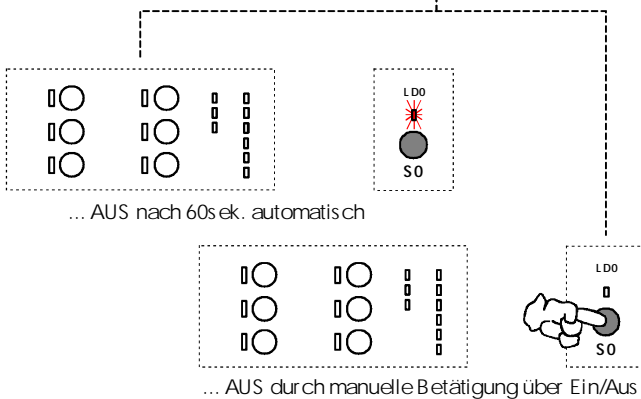 LD0
S0
... AUS nach 60sek. automatisch
LD0
S0
... AUS durch manuelle Betätigung über Ein/Aus